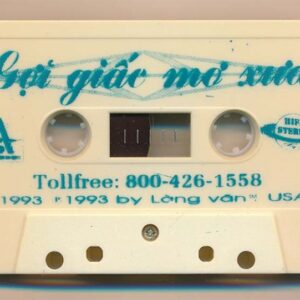 Gợi giấc mơ xưa
A
HIFI
STEREO
Tollfree: 800-426-1558
1993 ℗ 1993 by Làng văn™ USA